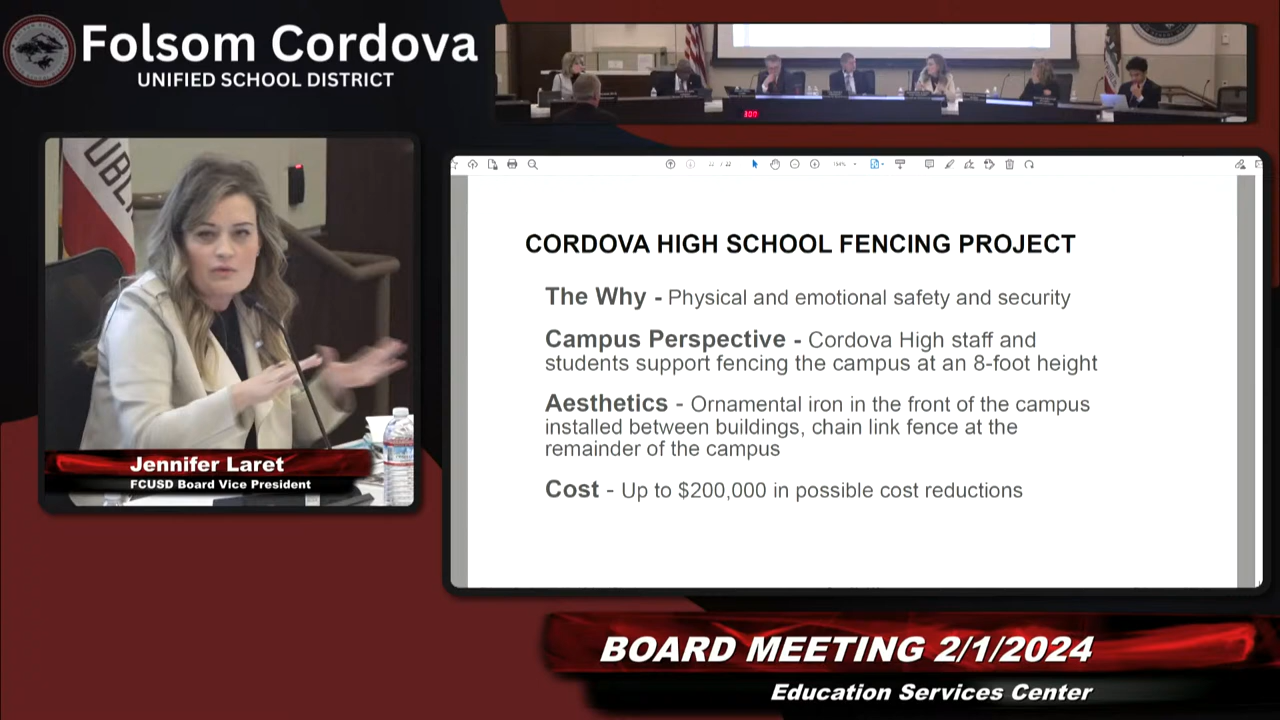 Folsom Cordova
UNIFIED SCHOOL DISTRICT
UBL
Jennifer Laret
FCUSD Board Vice President
CORDOVA HIGH SCHOOL FENCING PROJECT
The Why - Physical and emotional safety and security
Campus Perspective - Cordova High staff and
students support fencing the campus at an 8-foot height
Aesthetics - Ornamental iron in the front of the campus
installed between buildings, chain link fence at the
remainder of the campus
Cost - Up to $200,000 in possible cost reductions
BOARD MEETING 2/1/2024
Education Services Center